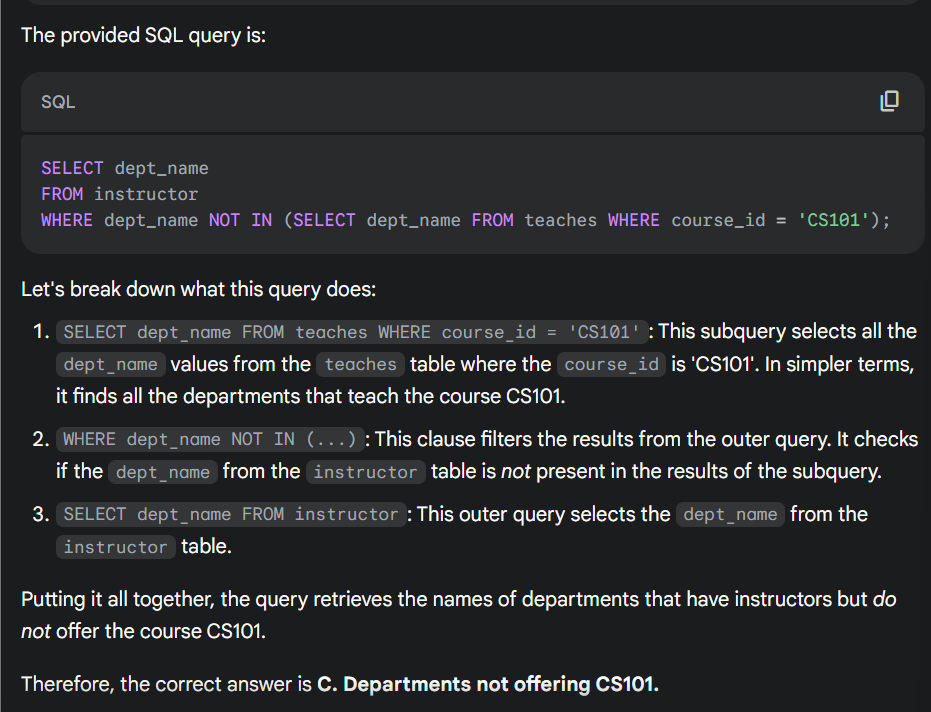 The provided SQL query is:
SQL
SELECT dept_name
FROM instructor
WHERE dept_name NOT IN (SELECT dept_name FROM teaches WHERE course_id = 'CS101');
Let's break down what this query does:
1. SELECT dept_name FROM teaches WHERE course_id = 'CS101' : This subquery selects all the
dept_name values from the teaches table where the course_id is 'CS101'. In simpler terms,
it finds all the departments that teach the course CS101.
2. WHERE dept_name NOT IN (...) : This clause filters the results from the outer query. It checks
if the dept_name from the instructor table is not present in the results of the subquery.
3. SELECT dept_name FROM instructor : This outer query selects the dept_name from the
instructor table.
Putting it all together, the query retrieves the names of departments that have instructors but do
not offer the course CS101.
Therefore, the correct answer is C. Departments not offering CS101.